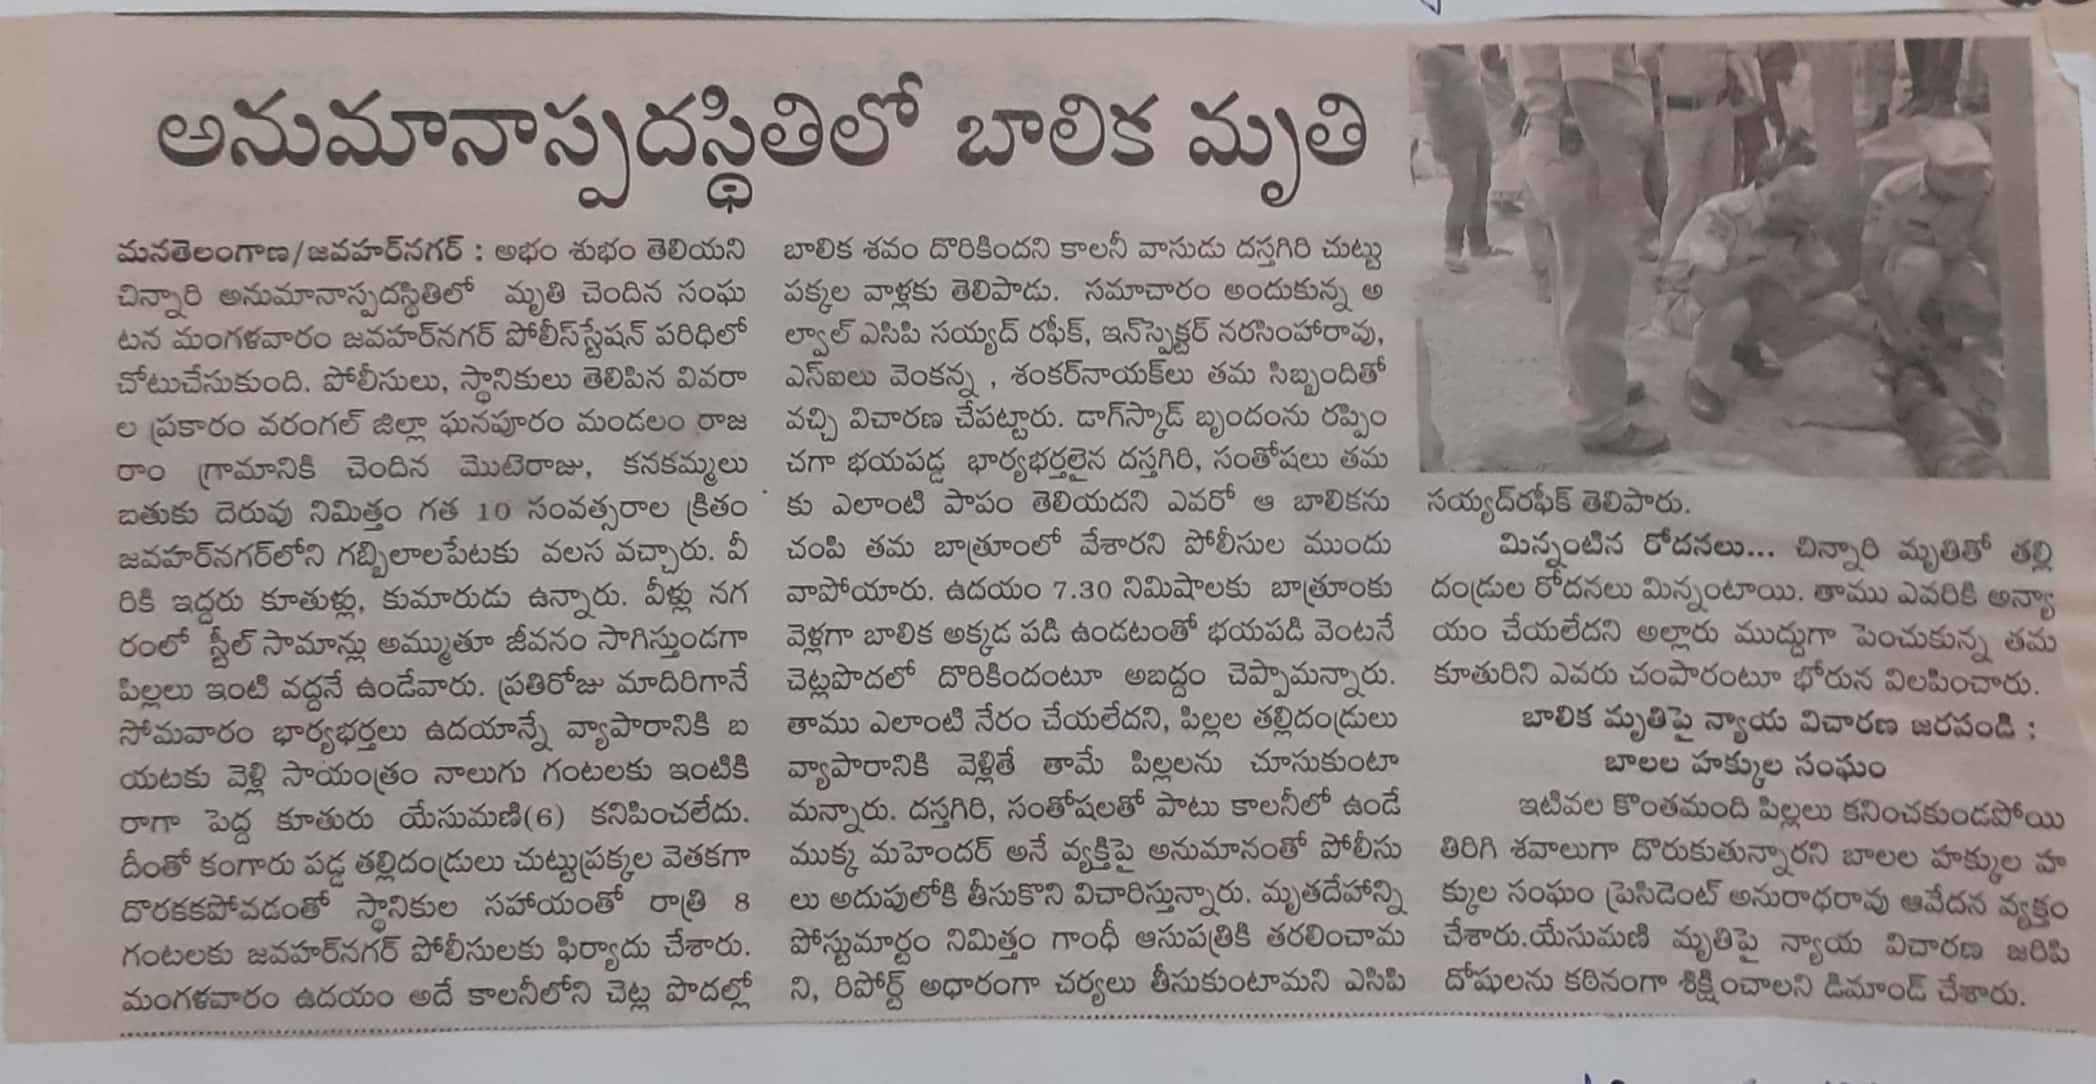 అనుమానాస్పదస్థితిలో బాలిక మృతి
మనతెలంగాణ/జవహర్‌నగర్ : అభం శుభం తెలియని
చిన్నారి అనుమానాస్పదస్థితిలో మృతి చెందిన సంఘ
టన మంగళవారం జవహర్‌నగర్ పోలీస్‌స్టేషన్ పరిధిలో
చోటుచేసుకుంది. పోలీసులు, స్థానికులు తెలిపిన వివరా
ల ప్రకారం వరంగల్ జిల్లా ఘనపూరం మండలం రాజ
రాం గ్రామానికి చెందిన మొటెరాజు, కనకమ్మలు
బతుకు దెరువు నిమిత్తం గత 10 సంవత్సరాల క్రితం
జవహర్‌నగర్‌లోని గబ్బిలాలపేటకు వలస వచ్చారు. వీ
రికి ఇద్దరు కూతుళ్లు, కుమారుడు ఉన్నారు. వీళ్లు నగ
రంలో స్టీల్ సామాన్లు అమ్ముతూ జీవనం సాగిస్తుండగా
పిల్లలు ఇంటి వద్దనే ఉండేవారు. ప్రతిరోజు మాదిరిగానే
సోమవారం భార్యభర్తలు ఉదయాన్నే వ్యాపారానికి బ
యటకు వెళ్లి సాయంత్రం నాలుగు గంటలకు ఇంటికి
రాగా పెద్ద కూతురు యేసుమణి(6) కనిపించలేదు.
దీంతో కంగారు పడ్డ తల్లిదండ్రులు చుట్టుప్రక్కల వెతకగా
దొరకకపోవడంతో స్థానికుల సహాయంతో రాత్రి 8
గంటలకు జవహర్‌నగర్ పోలీసులకు ఫిర్యాదు చేశారు.
మంగళవారం ఉదయం అదే కాలనీలోని చెట్ల పొదల్లో
బాలిక శవం దొరికిందని కాలనీ వాసుడు దస్తగిరి చుట్టు
పక్కల వాళ్లకు తెలిపాడు. సమాచారం అందుకున్న అ
ల్వాల్ ఎసిపి సయ్యద్ రఫీక్, ఇన్‌స్పెక్టర్ నరసింహారావు,
ఎస్ఐలు వెంకన్న , శంకర్‌నాయక్‌లు తమ సిబ్బందితో
వచ్చి విచారణ చేపట్టారు. డాగ్‌స్కాడ్ బృందంను రప్పిం
చగా భయపడ్డ భార్యభర్తలైన దస్తగిరి, సంతోషలు తమ
కు ఎలాంటి పాపం తెలియదని ఎవరో ఆ బాలికను
చంపి తమ బాత్రూంలో వేశారని పోలీసుల ముందు
వాపోయారు. ఉదయం 7.30 నిమిషాలకు బాత్రూంకు
వెళ్లగా బాలిక అక్కడ పడి ఉండటంతో భయపడి వెంటనే
చెట్లపొదలో దొరికిందంటూ అబద్దం చెప్పామన్నారు.
తాము ఎలాంటి నేరం చేయలేదని, పిల్లల తల్లిదండ్రులు
వ్యాపారానికి వెళ్లితే తామే పిల్లలను చూసుకుంటా
మన్నారు. దస్తగిరి, సంతోషలతో పాటు కాలనీలో ఉండే
ముక్క మహెందర్ అనే వ్యక్తిపై అనుమానంతో పోలీసు
లు అదుపులోకి తీసుకొని విచారిస్తున్నారు. మృతదేహాన్ని
పోస్టుమార్టం నిమిత్తం గాంధీ ఆసుపత్రికి తరలించామ
ని, రిపోర్ట్ అధారంగా చర్యలు తీసుకుంటామని ఎసిపి
సయ్యద్‌రఫీక్ తెలిపారు.
మిన్నంటిన రోదనలు... చిన్నారి మృతితో తల్లి
దండ్రుల రోదనలు మిన్నంటాయి. తాము ఎవరికి అన్యా
యం చేయలేదని అల్లారు ముద్దుగా పెంచుకున్న తమ
కూతురిని ఎవరు చంపారంటూ భోరున విలపించారు.
బాలిక మృతిపై న్యాయ విచారణ జరపండి :
బాలల హక్కుల సంఘం
ఇటివల కొంతమంది పిల్లలు కనించకుండపోయి
తిరిగి శవాలుగా దొరుకుతున్నారని బాలల హక్కుల హ
క్కుల సంఘం ప్రెసిడెంట్ అనురాధరావు ఆవేదన వ్యక్తం
చేశారు.యేసుమణి మృతిపై న్యాయ విచారణ జరిపి
దోషులను కఠినంగా శిక్షించాలని డిమాండ్ చేశారు.